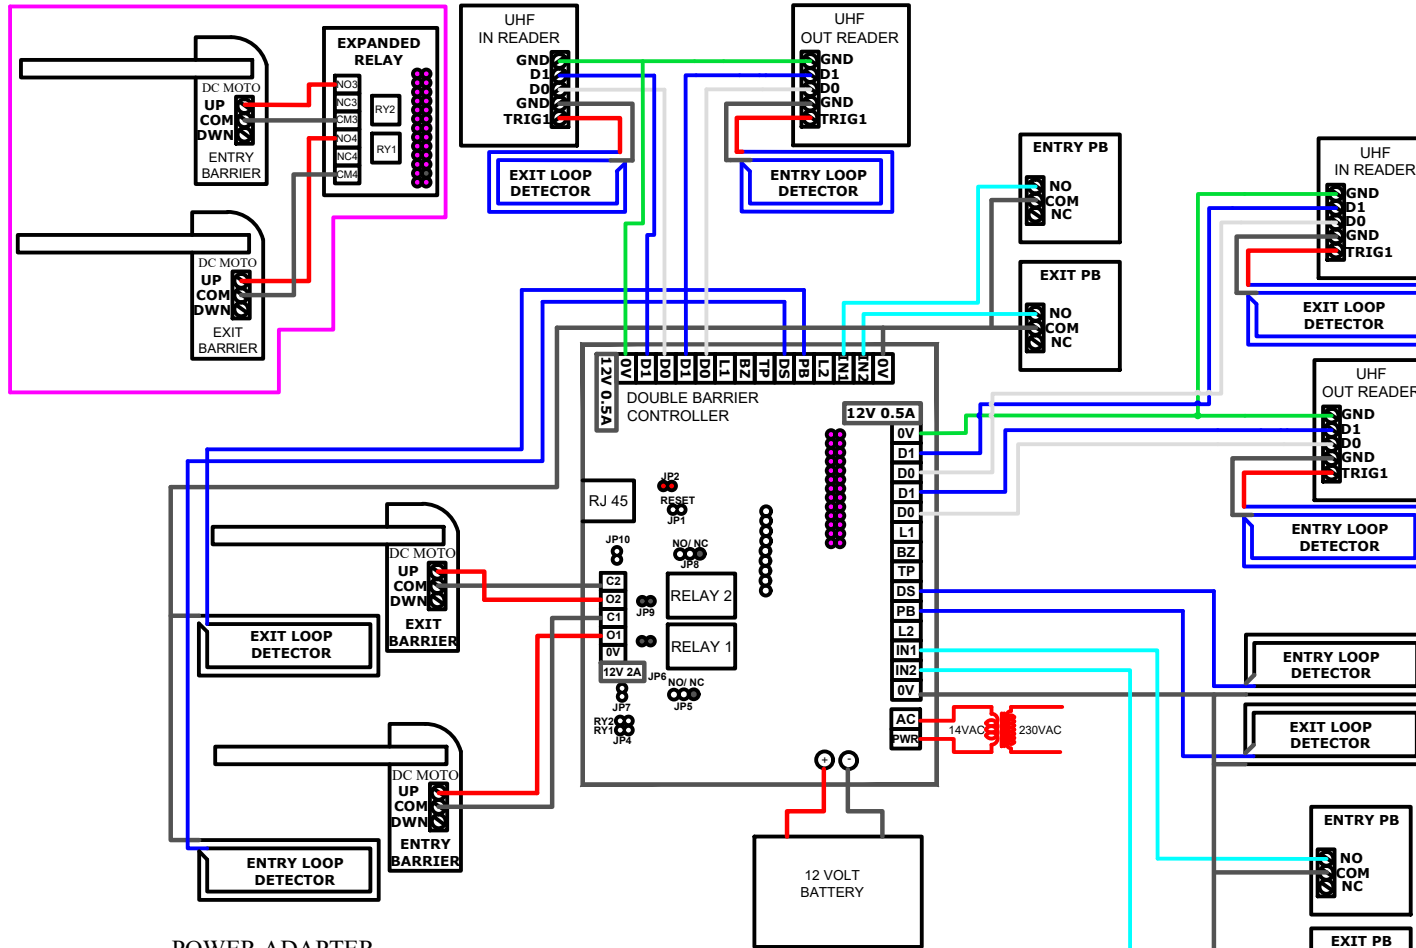 EXPANDED
RELAY
NO3
NC3
CM3
NO4
NC4
CM4
RY2
RY1
DC MOTO
UP
COM
DWN
ENTRY
BARRIER
DC MOTO
UP
COM
DWN
EXIT
BARRIER
UHF
IN READER
GND
D1
D0
GND
TRIG1
EXIT LOOP
DETECTOR
UHF
OUT READER
GND
D1
D0
GND
TRIG1
ENTRY LOOP
DETECTOR
ENTRY PB
NO
COM
NC
EXIT PB
NO
COM
NC
UHF
IN READER
GND
D1
D0
GND
TRIG1
EXIT LOOP
DETECTOR
UHF
OUT READER
GND
D1
D0
GND
TRIG1
ENTRY LOOP
DETECTOR
12V 0.5A
0V
D1
D0
D1
D0
L1
BZ
TP
DS
PB
L2
IN1
IN2
0V
DOUBLE BARRIER
CONTROLLER
12V 0.5A
0V
D1
D0
D1
D0
L1
BZ
TP
DS
PB
L2
IN1
IN2
0V
AC
PWR
14VAC
230VAC
RJ 45
JP2
RESET
JP1
JP10
NO/ NC
JP8
C2
O2
C1
O1
0V
12V 2A
JP9
RELAY 2
RELAY 1
JP6
NO/ NC
JP5
JP7
RY2
RY1
JP4
+
-
12 VOLT
BATTERY
DC MOTO
UP
COM
DWN
EXIT
BARRIER
EXIT LOOP
DETECTOR
DC MOTO
UP
COM
DWN
ENTRY
BARRIER
ENTRY LOOP
DETECTOR
ENTRY LOOP
DETECTOR
EXIT LOOP
DETECTOR
ENTRY PB
NO
COM
NC
EXIT PB
POWER ADAPTER